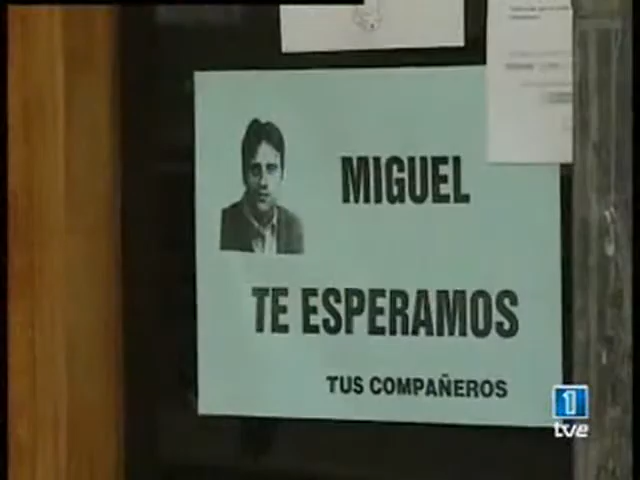 MIGUEL
TE ESPERAMOS
TUS COMPAÑEROS
1
tve